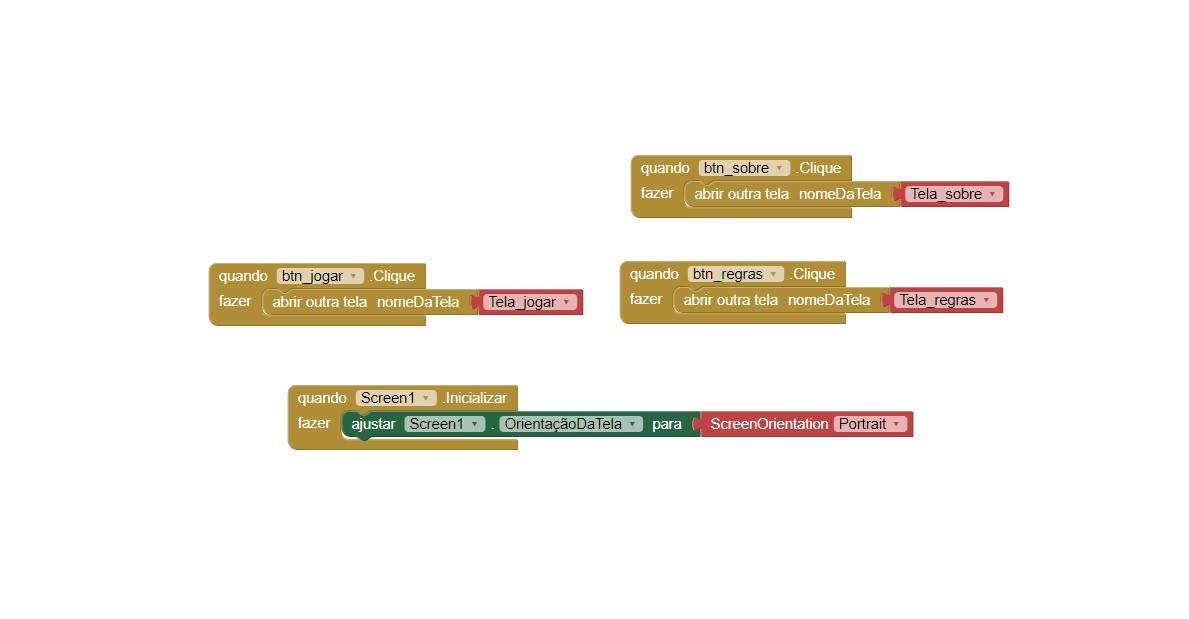 quando btn_sobre .Clique
fazer abrir outra tela nomeDaTela Tela_sobre
quando btn_jogar .Clique
fazer abrir outra tela nomeDaTela Tela_jogar
quando btn_regras .Clique
fazer abrir outra tela nomeDaTela Tela_regras
quando Screen1 .Inicializar
fazer ajustar Screen1 . OrientaçãoDaTela para ScreenOrientation Portrait